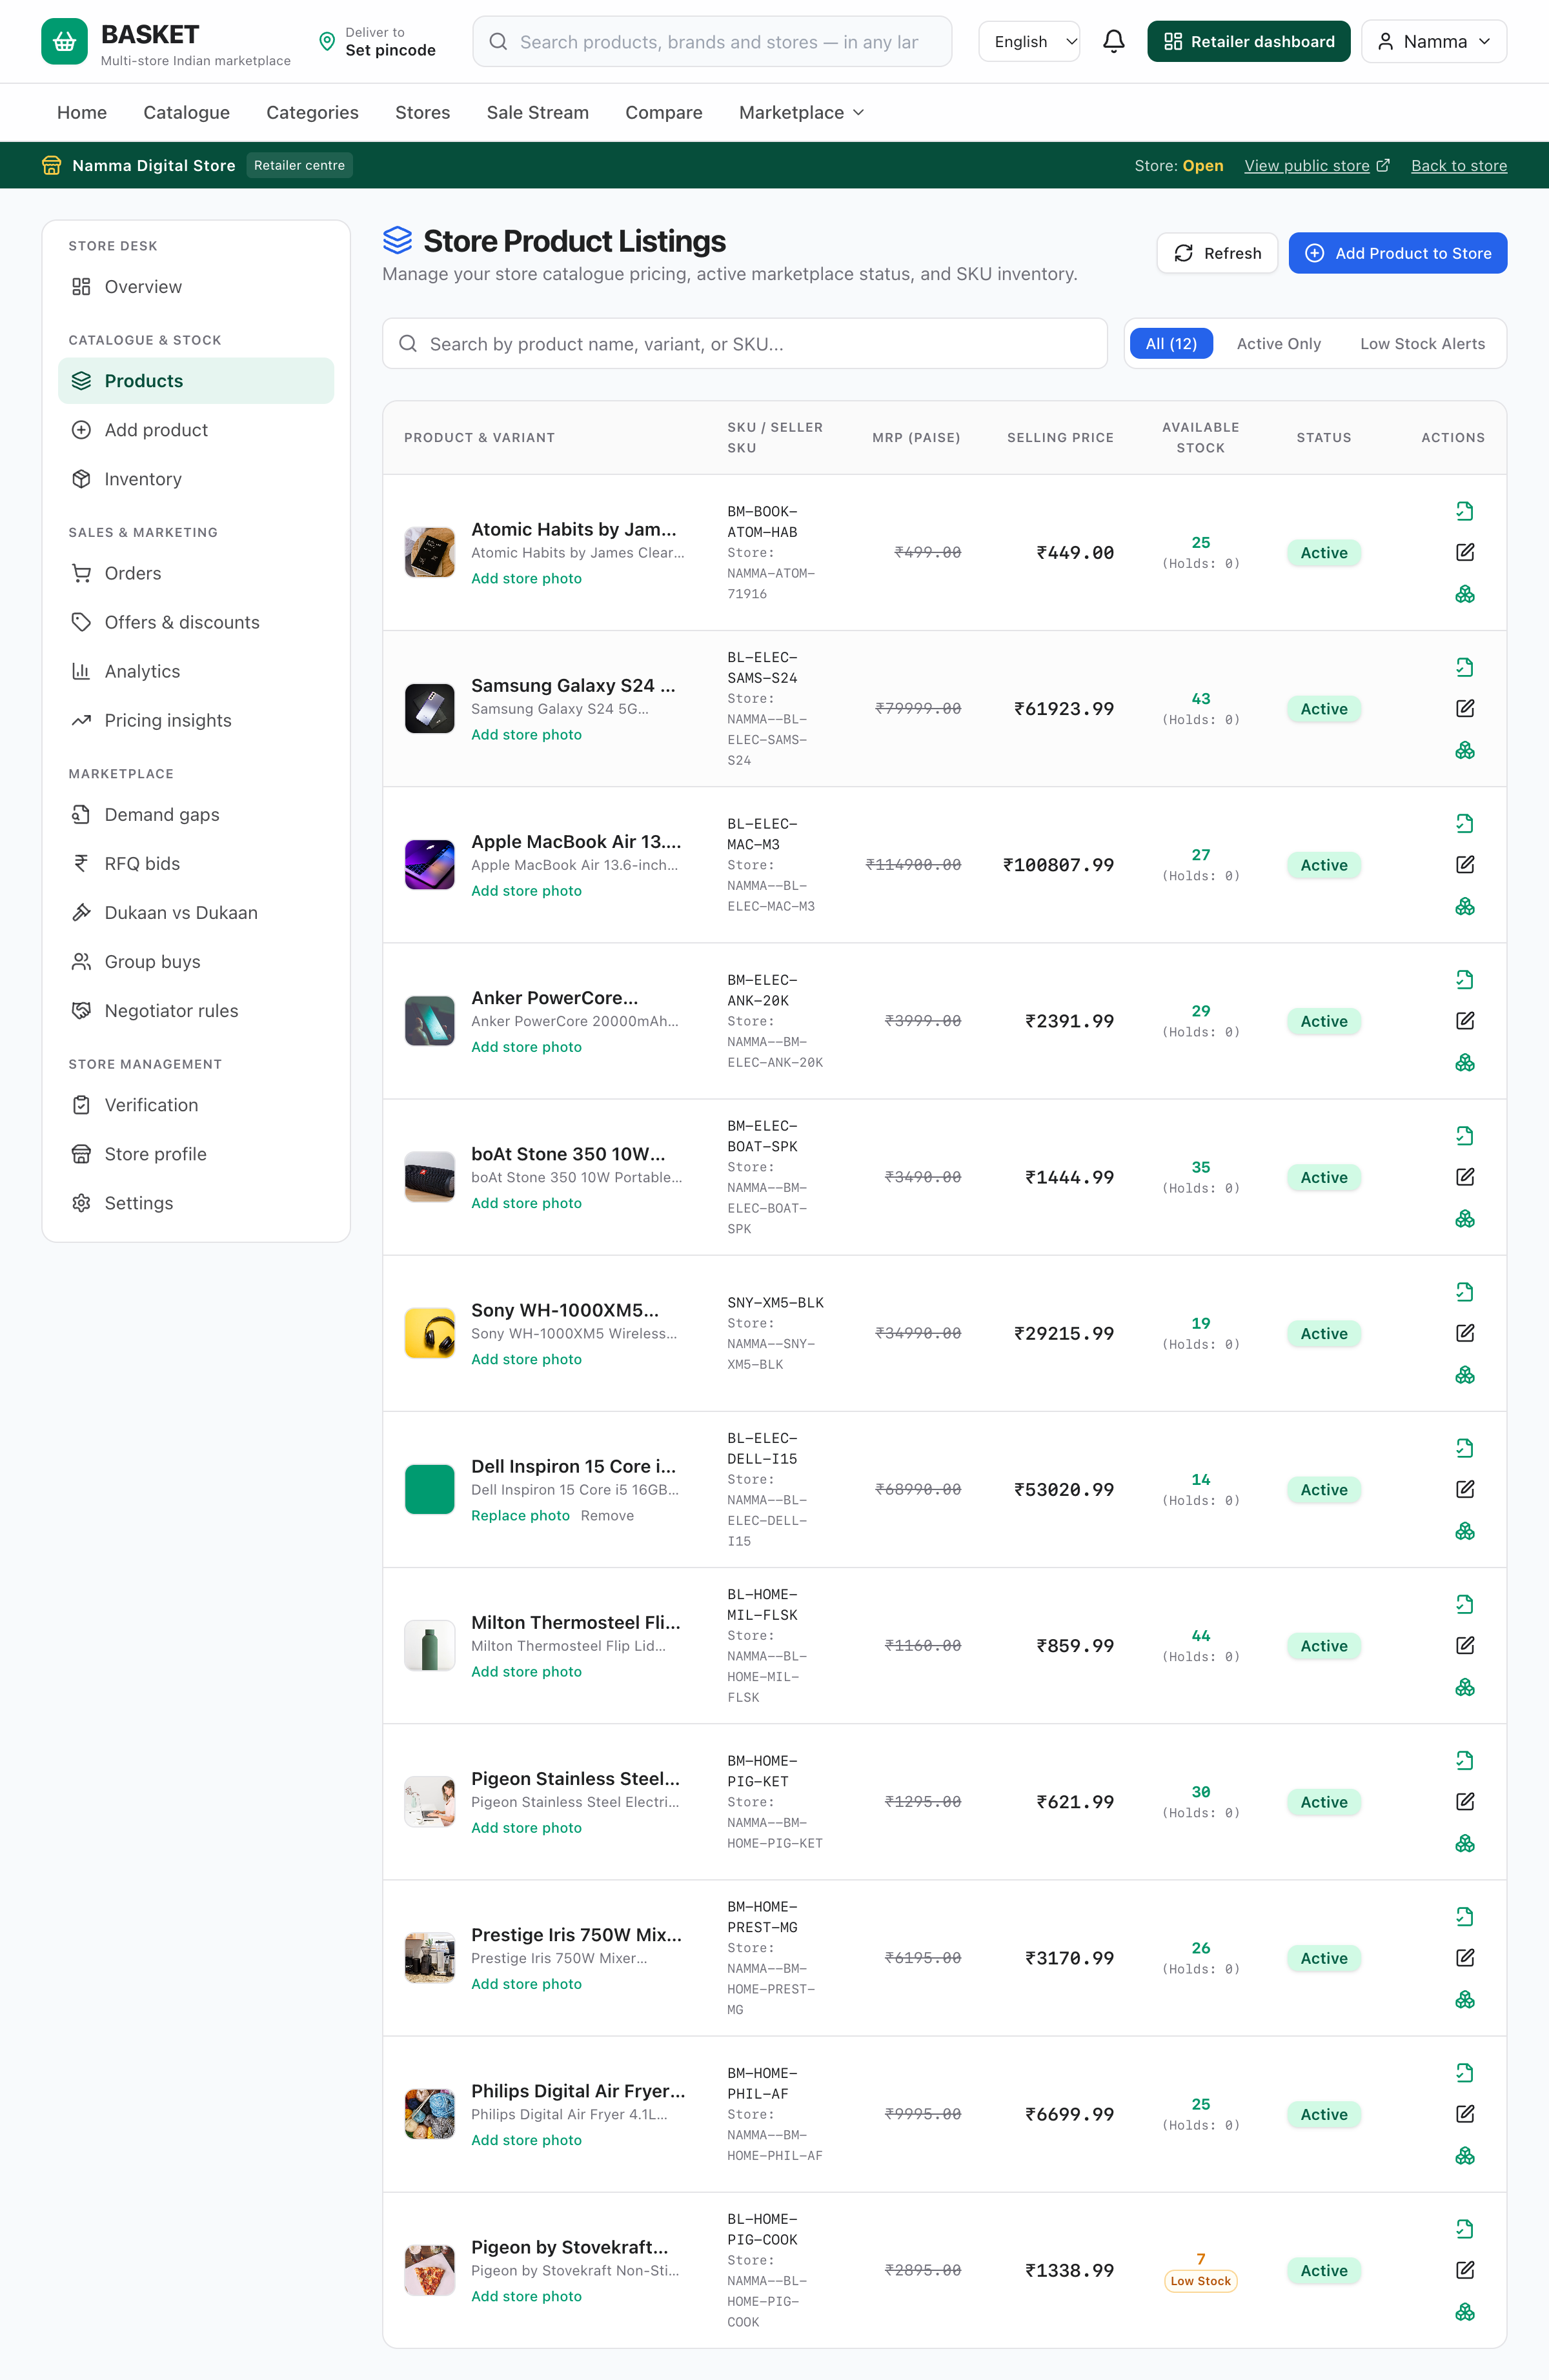 BASKET
Multi-store Indian marketplace
Deliver to
Set pincode
Search products, brands and stores — in any lar
English
Retailer dashboard
Namma
Home
Catalogue
Categories
Stores
Sale Stream
Compare
Marketplace
Namma Digital Store
Retailer centre
Store: Open
View public store
Back to store
STORE DESK
Overview
CATALOGUE & STOCK
Products
Add product
Inventory
SALES & MARKETING
Orders
Offers & discounts
Analytics
Pricing insights
MARKETPLACE
Demand gaps
RFQ bids
Dukaan vs Dukaan
Group buys
Negotiator rules
STORE MANAGEMENT
Verification
Store profile
Settings
Store Product Listings
Manage your store catalogue pricing, active marketplace status, and SKU inventory.
Refresh
Add Product to Store
Search by product name, variant, or SKU...
All (12)
Active Only
Low Stock Alerts
PRODUCT & VARIANT
SKU / SELLER
SKU
MRP (PAISE)
SELLING PRICE
AVAILABLE
STOCK
STATUS
ACTIONS
Atomic Habits by Jam...
Atomic Habits by James Clear...
Add store photo
BM-BOOK-
ATOM-HAB
Store:
NAMMA-ATOM-
71916
₹499.00
₹449.00
25
(Holds: 0)
Active
Samsung Galaxy S24 ...
Samsung Galaxy S24 5G...
Add store photo
BL-ELEC-
SAMS-S24
Store:
NAMMA--BL-
ELEC-SAMS-
S24
₹79999.00
₹61923.99
43
(Holds: 0)
Active
Apple MacBook Air 13....
Apple MacBook Air 13.6-inch...
Add store photo
BL-ELEC-
MAC-M3
Store:
NAMMA--BL-
ELEC-MAC-M3
₹114900.00
₹100807.99
27
(Holds: 0)
Active
Anker PowerCore...
Anker PowerCore 20000mAh...
Add store photo
BM-ELEC-
ANK-20K
Store:
NAMMA--BM-
ELEC-ANK-20K
₹3999.00
₹2391.99
29
(Holds: 0)
Active
boAt Stone 350 10W...
boAt Stone 350 10W Portable...
Add store photo
BM-ELEC-
BOAT-SPK
Store:
NAMMA--BM-
ELEC-BOAT-
SPK
₹3490.00
₹1444.99
35
(Holds: 0)
Active
Sony WH-1000XM5...
Sony WH-1000XM5 Wireless...
Add store photo
SNY-XM5-BLK
Store:
NAMMA--SNY-
XM5-BLK
₹34990.00
₹29215.99
19
(Holds: 0)
Active
Dell Inspiron 15 Core i...
Dell Inspiron 15 Core i5 16GB...
Replace photo Remove
BL-ELEC-
DELL-I15
Store:
NAMMA--BL-
ELEC-DELL-
I15
₹68990.00
₹53020.99
14
(Holds: 0)
Active
Milton Thermosteel Fli...
Milton Thermosteel Flip Lid...
Add store photo
BL-HOME-
MIL-FLSK
Store:
NAMMA--BL-
HOME-MIL-
FLSK
₹1160.00
₹859.99
44
(Holds: 0)
Active
Pigeon Stainless Steel...
Pigeon Stainless Steel Electri...
Add store photo
BM-HOME-
PIG-KET
Store:
NAMMA--BM-
HOME-PIG-KET
₹1295.00
₹621.99
30
(Holds: 0)
Active
Prestige Iris 750W Mix...
Prestige Iris 750W Mixer...
Add store photo
BM-HOME-
PREST-MG
Store:
NAMMA--BM-
HOME-PREST-
MG
₹6195.00
₹3170.99
26
(Holds: 0)
Active
Philips Digital Air Fryer...
Philips Digital Air Fryer 4.1L...
Add store photo
BM-HOME-
PHIL-AF
Store:
NAMMA--BM-
HOME-PHIL-AF
₹9995.00
₹6699.99
25
(Holds: 0)
Active
Pigeon by Stovekraft...
Pigeon by Stovekraft Non-Sti...
Add store photo
BL-HOME-
PIG-COOK
Store:
NAMMA--BL-
HOME-PIG-
COOK
₹2895.00
₹1338.99
7
Low Stock
Active